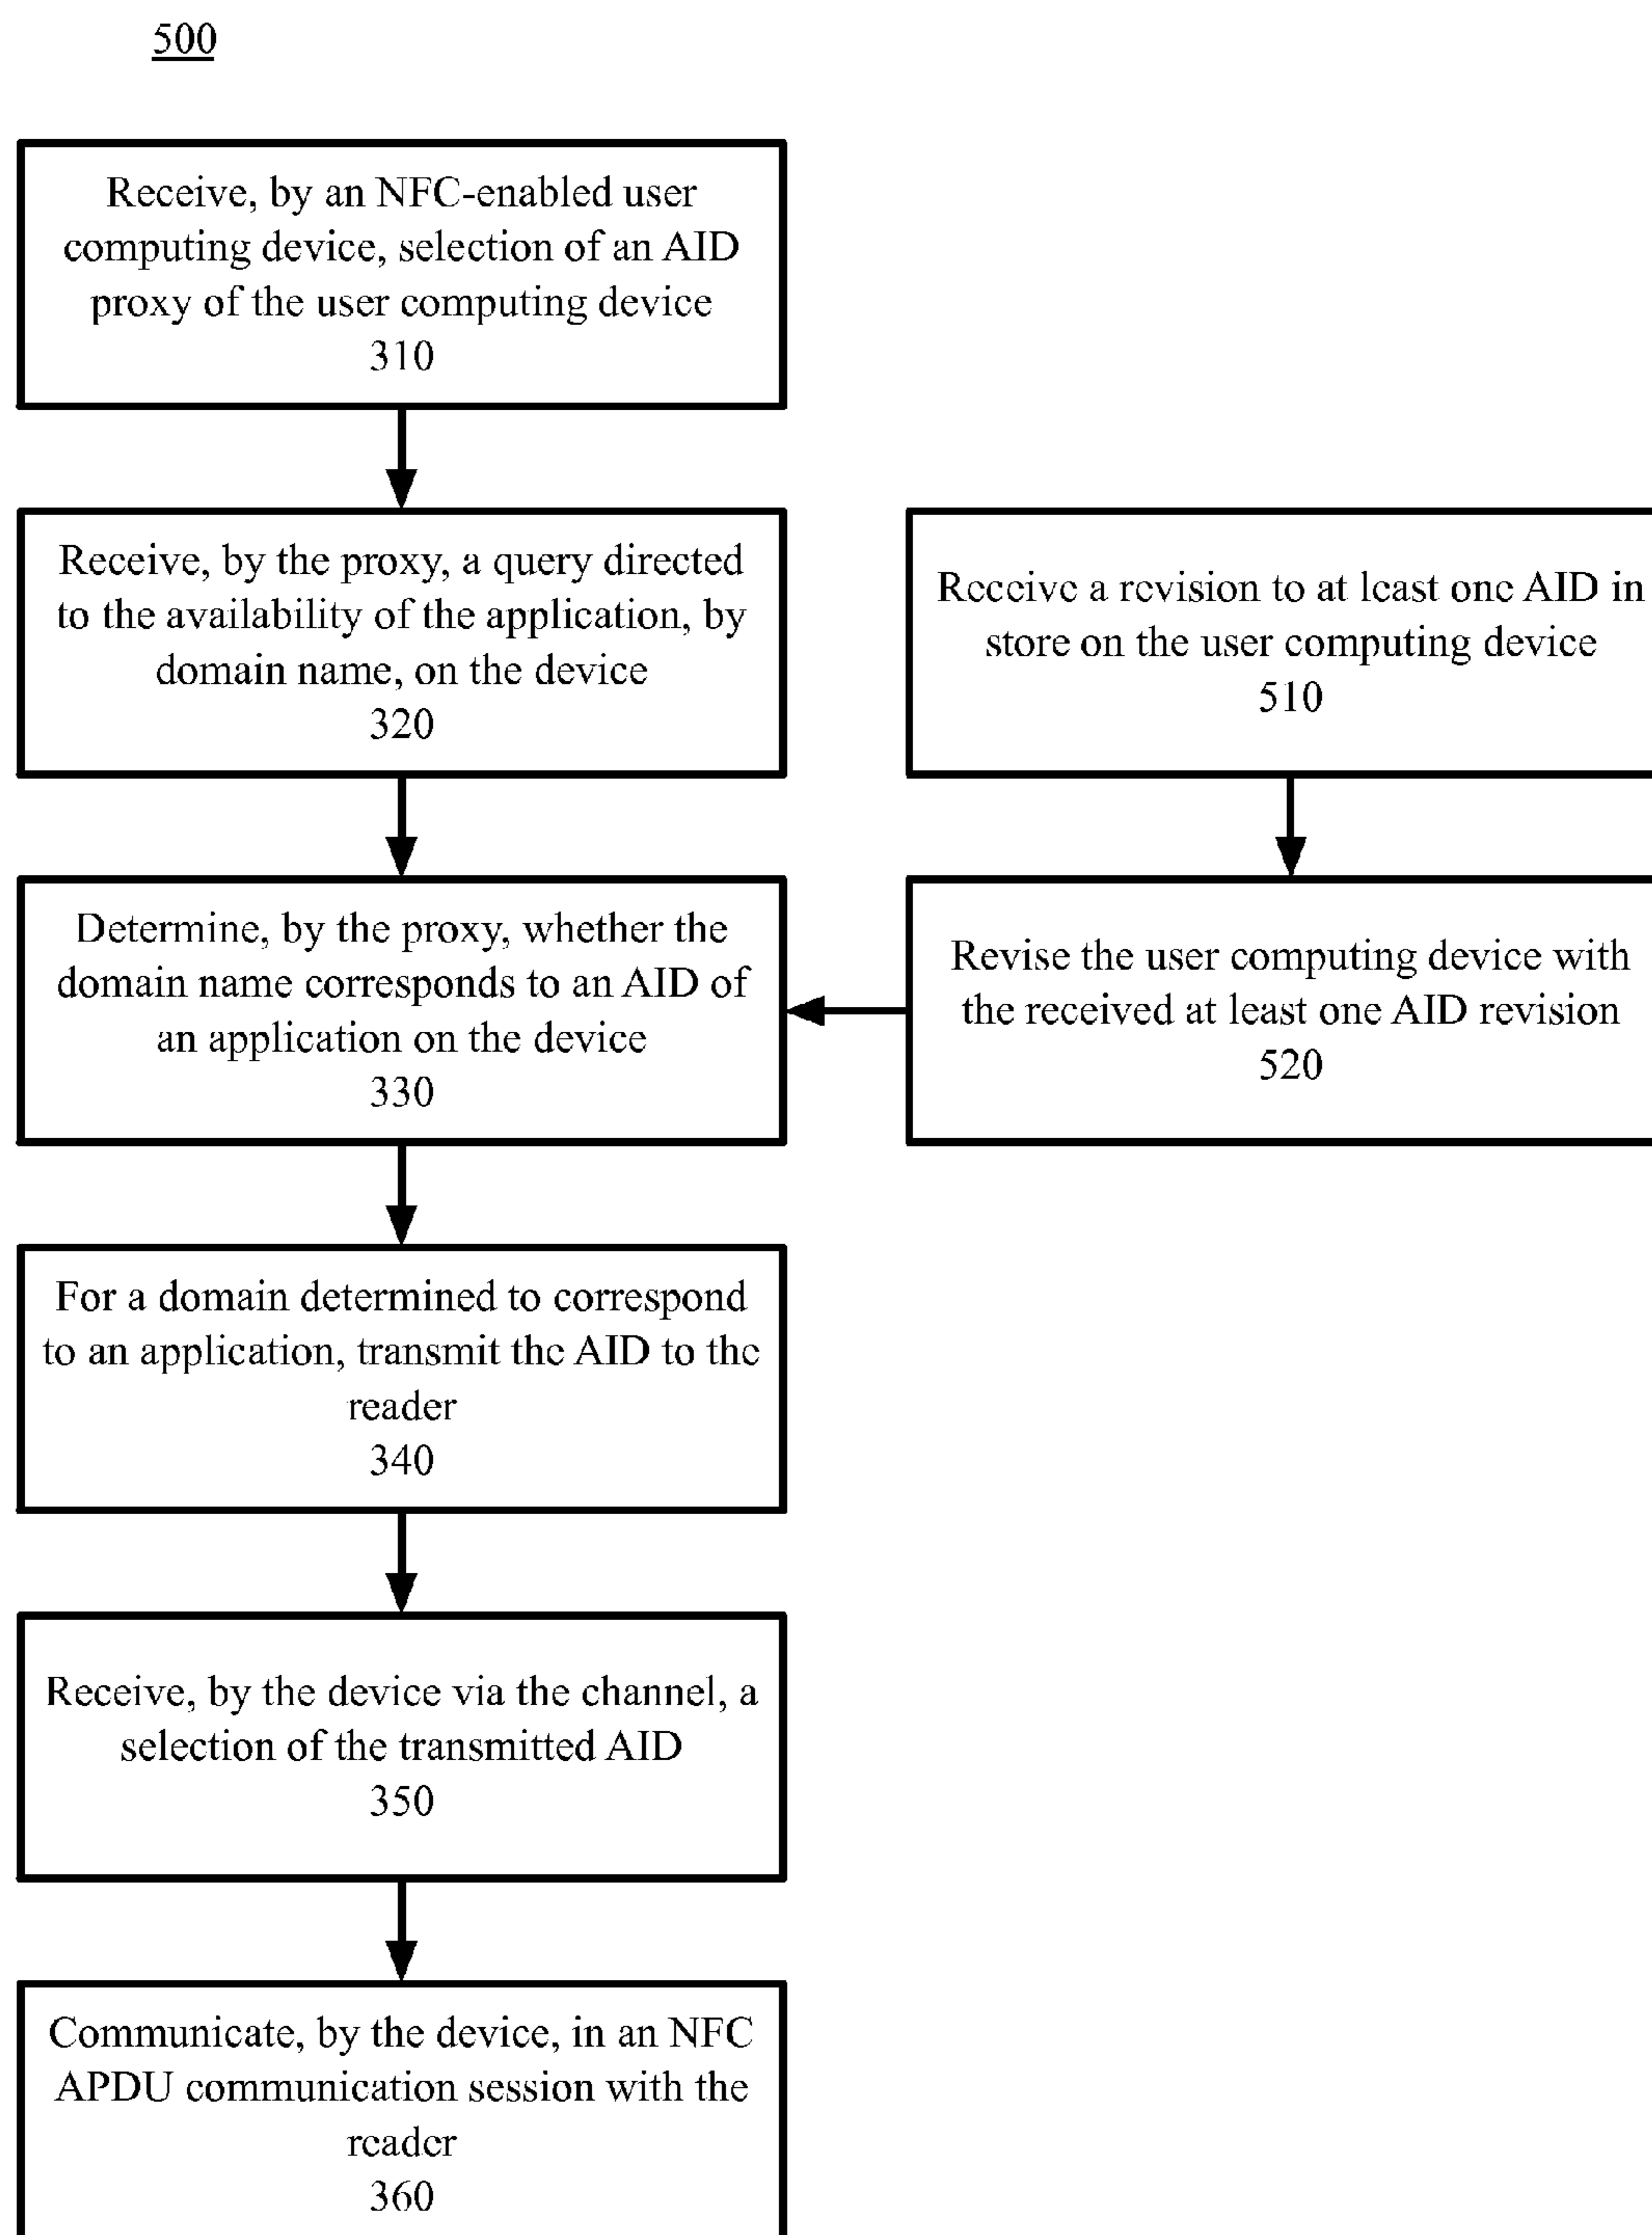 500
Receive, by an NFC-enabled user
computing device, selection of an AID
proxy of the user computing device
310
Receive, by the proxy, a query directed
to the availability of the application, by
domain name, on the device
320
Receive a revision to at least one AID in
store on the user computing device
510
Determine, by the proxy, whether the
domain name corresponds to an AID of
an application on the device
330
Revise the user computing device with
the received at least one AID revision
520
For a domain determined to correspond
to an application, transmit the AID to the
reader
340
Receive, by the device via the channel, a
selection of the transmitted AID
350
Communicate, by the device, in an NFC
APDU communication session with the
reader
360